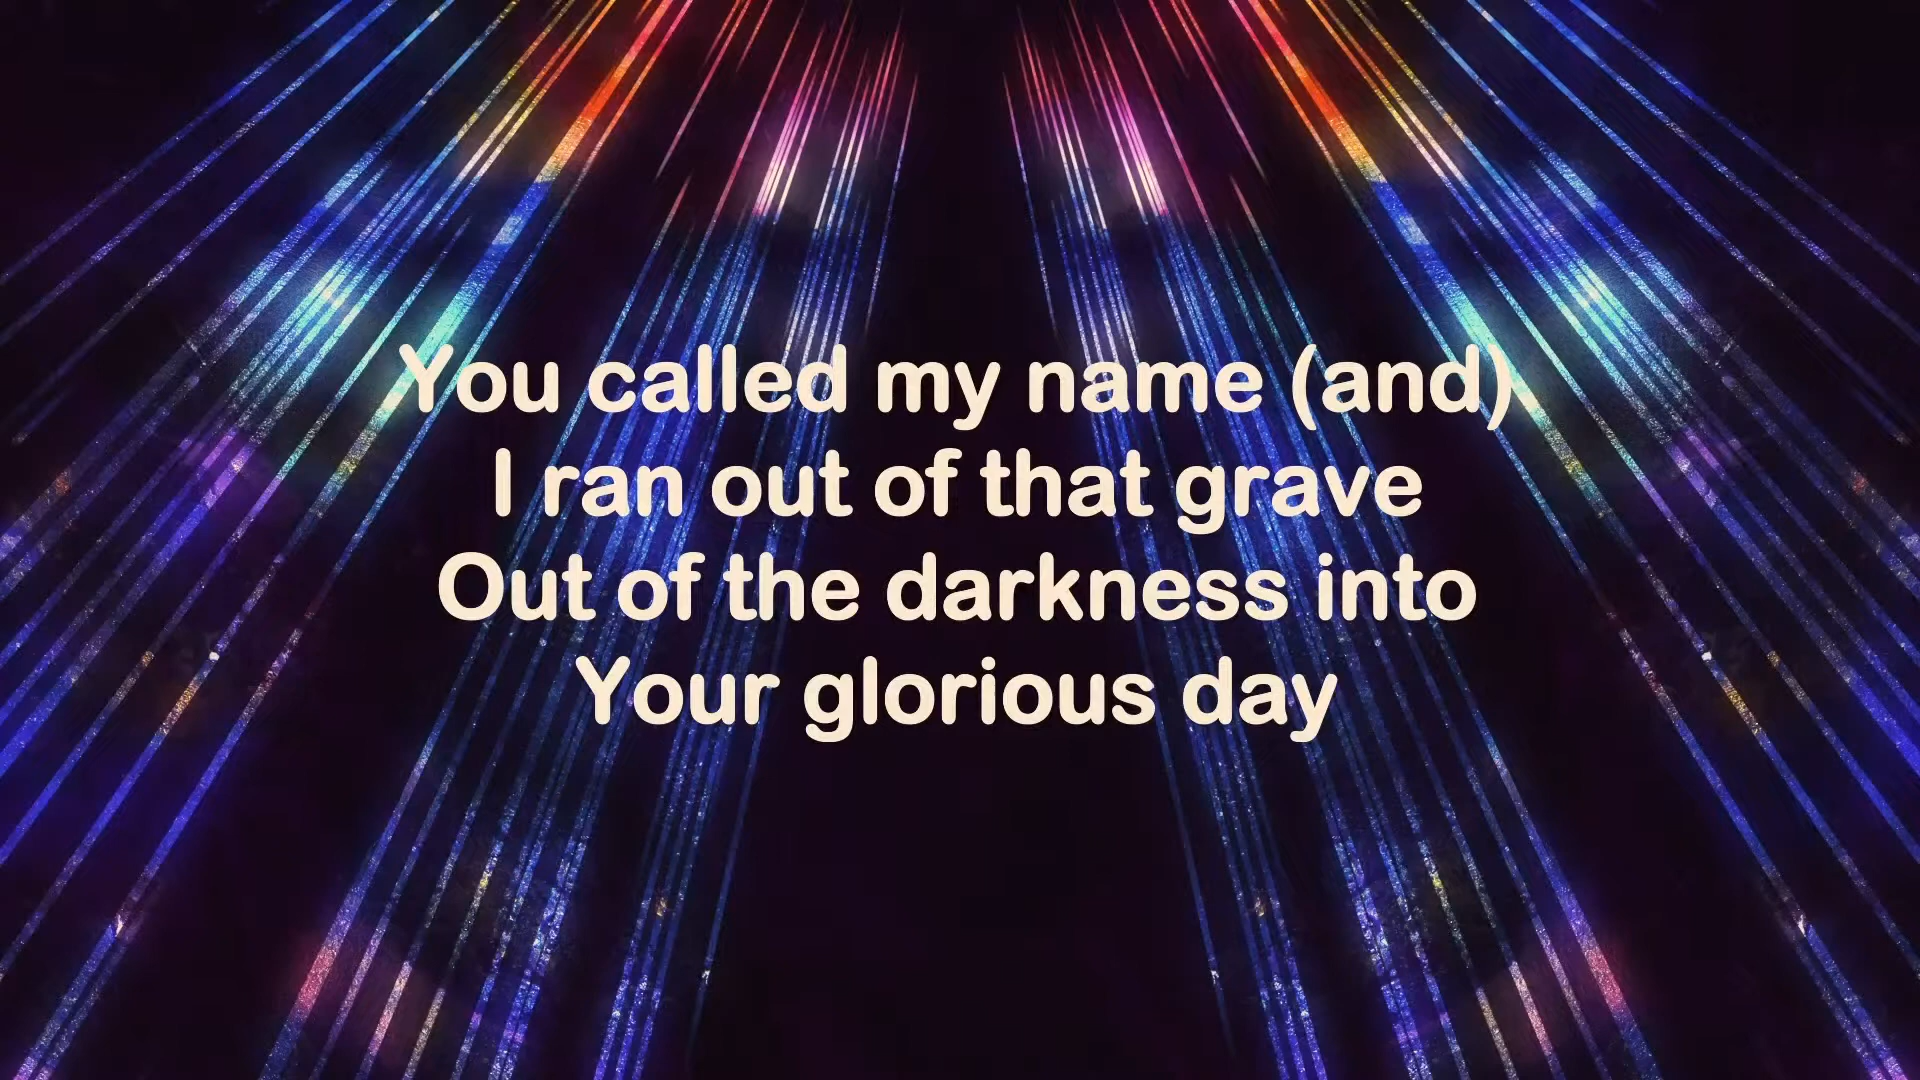 You called my name (and)
I ran out of that grave
Out of the darkness into
Your glorious day